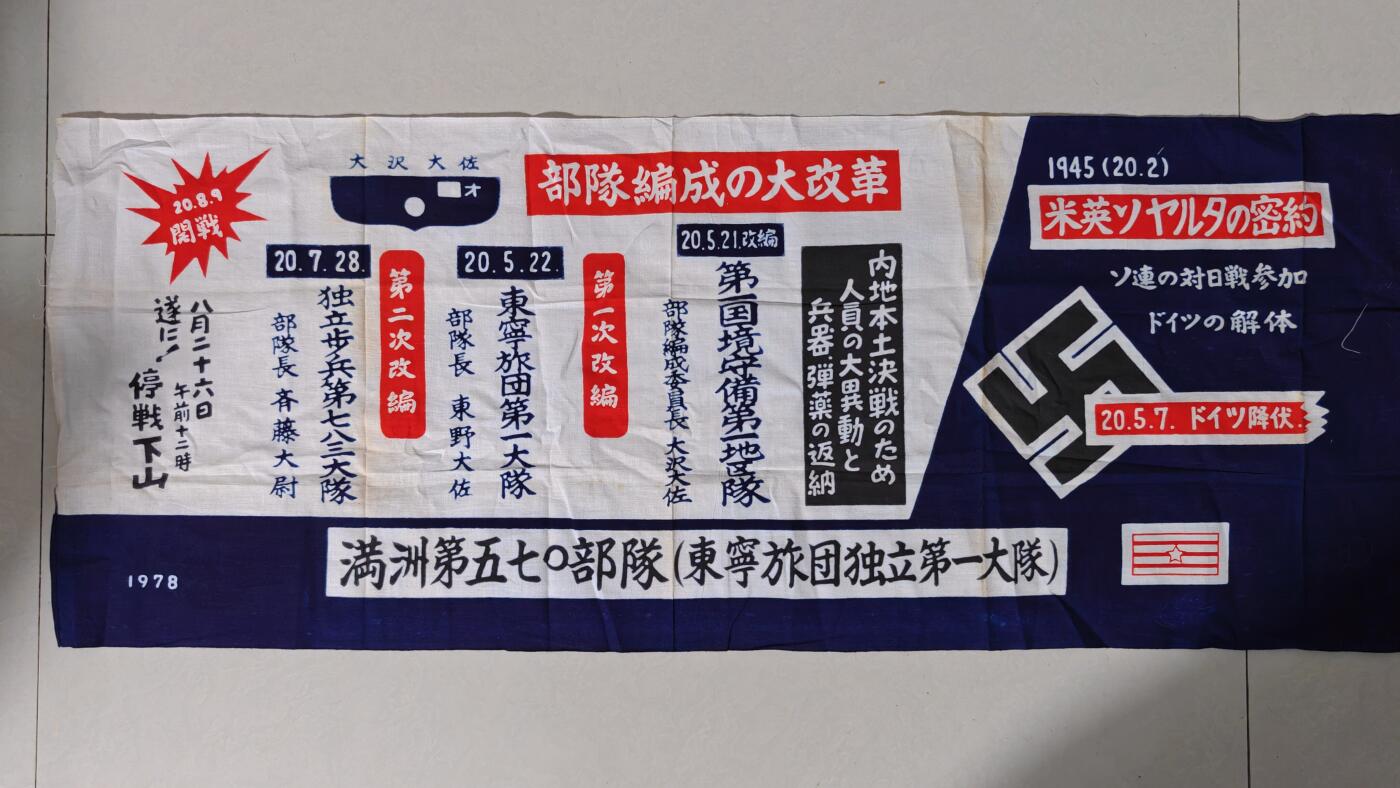 1945(20.2)
米英ソヤルタの密約
ソ連の対日戦参加
ドイツの解体
20.5.7. ドイツ降伏.
部隊編成の大改革
内地本土決戦のため
人員の大異動と
兵器、弾薬の返納
20.5.21.改編
第一国境守備第一地区隊
部隊編成委員長 大沢大佐
第一次改編
20.5.22.
東寧旅団第一大隊
部隊長 東野大佐
大沢大佐
オ
第二次改編
20.7.28.
独立歩兵第七八三大隊
部隊長 斉藤大尉
20.8.9
開戦
八月二十六日
午前十二時
遂に!
停戦下山
満洲第五七〇部隊(東寧旅団独立第一大隊)
1978